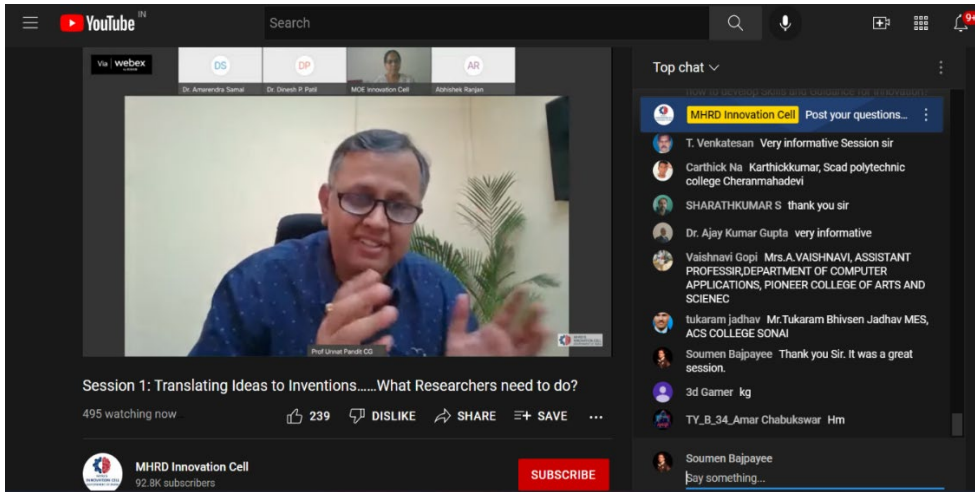 YouTube IN
Search
9+
Via webex
DS
DP
AR
Dr. Amarendra Samal
Dr. Dinesh P. Patil
MOE Innovation Cell
Abhishek Ranjan
Prof Unnat Pandit CG
Session 1: Translating Ideas to Inventions......What Researchers need to do?
495 watching now
239
DISLIKE
SHARE
SAVE
MHRD Innovation Cell
92.8K subscribers
SUBSCRIBE
Top chat
how to develop Skills and Guidance for Innovation?
MHRD Innovation Cell Post your questions...
T. Venkatesan Very informative Session sir
Carthick Na Karthickkumar, Scad polytechnic
college Cheranmahadevi
SHARATHKUMAR S thank you sir
Dr. Ajay Kumar Gupta very informative
Vaishnavi Gopi Mrs.A.VAISHNAVI, ASSISTANT
PROFESSIR,DEPARTMENT OF COMPUTER
APPLICATIONS, PIONEER COLLEGE OF ARTS AND
SCIENEC
tukaram jadhav Mr.Tukaram Bhivsen Jadhav MES,
ACS COLLEGE SONAI
Soumen Bajpayee Thank you Sir. It was a great
session.
3d Gamer kg
TY_B_34_Amar Chabukswar Hm
Soumen Bajpayee
Say something...